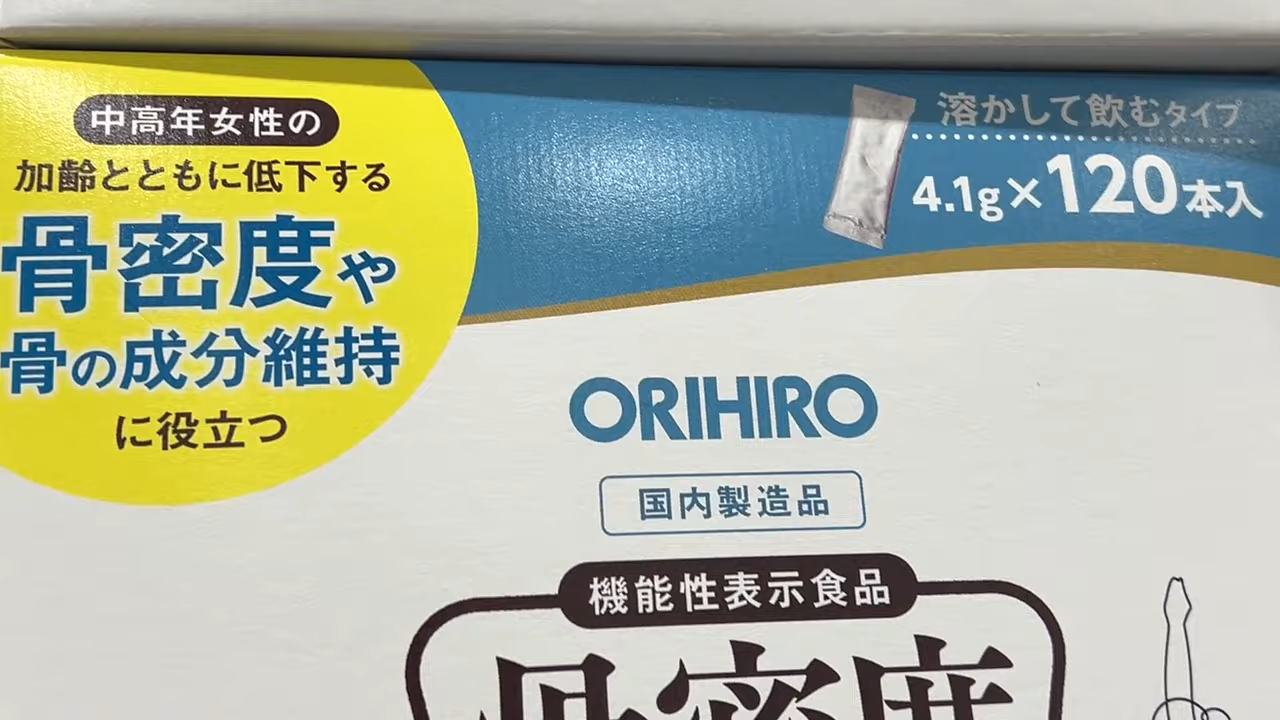 中高年女性の
加齢とともに低下する
骨密度や
骨の成分維持
に役立つ
溶かして飲むタイプ
4.1g×120本入
ORIHIRO
国内製造品
機能性表示食品
骨密度